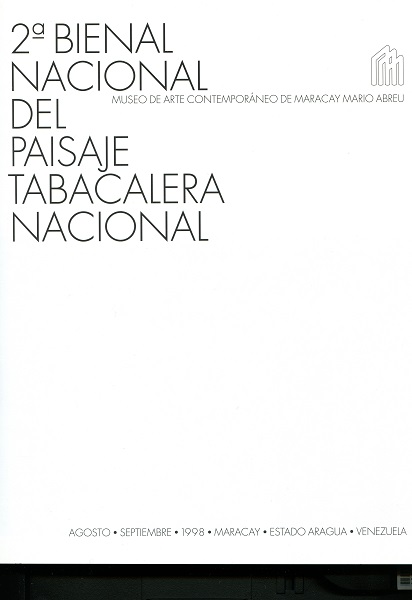 2ª BIENAL
NACIONAL
MUSEO DE ARTE CONTEMPORÁNEO DE MARACAY MARIO ABREU
DEL
PAISAJE
TABACALERA
NACIONAL
AGOSTO • SEPTIEMBRE • 1998 • MARACAY • ESTADO ARAGUA • VENEZUELA